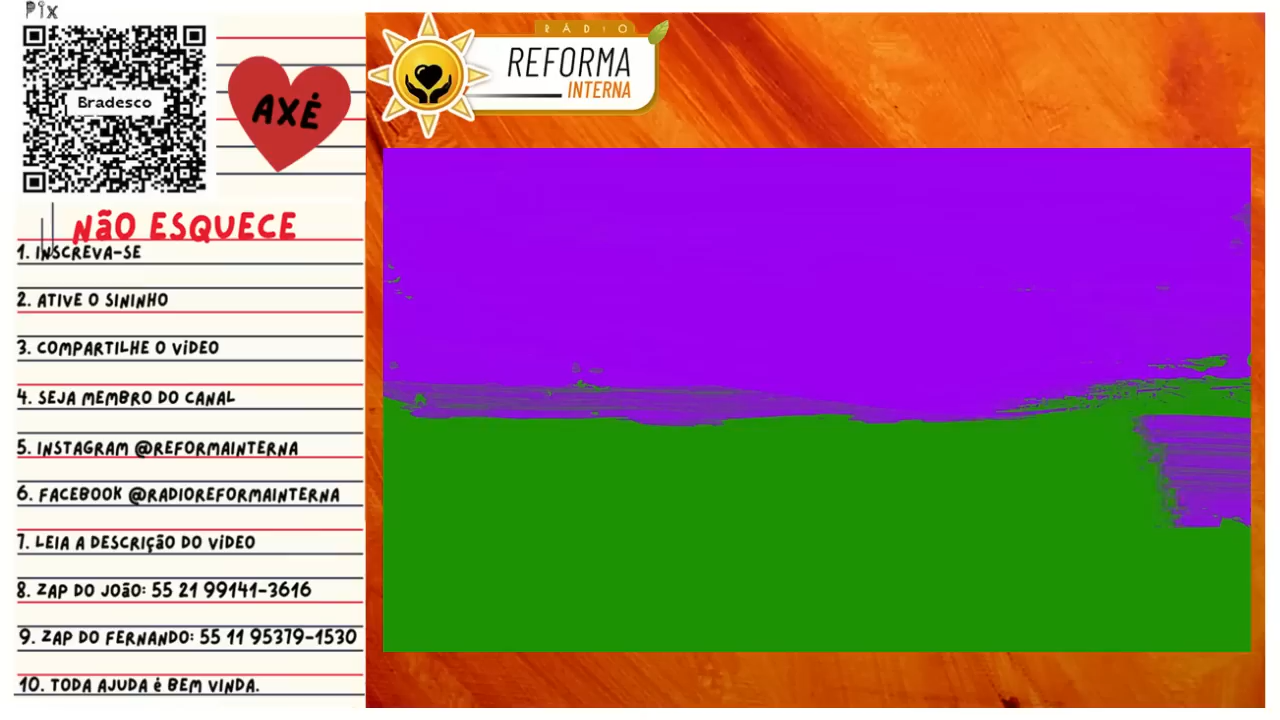 Pix
Bradesco
AXÉ
NÃO ESQUECE
1. INSCREVA-SE
2. ATIVE O SININHO
3. COMPARTILHE O VÍDEO
4. SEJA MEMBRO DO CANAL
5. INSTAGRAM @REFORMAINTERNA
6. FACEBOOK @RADIOREFORMAINTERNA
7. LEIA A DESCRIÇÃO DO VÍDEO
8. ZAP DO JOÃO: 55 21 99141-3616
9. ZAP DO FERNANDO: 55 11 95379-1530
10. TODA AJUDA É BEM VINDA.
RÁDIO
REFORMA
INTERNA